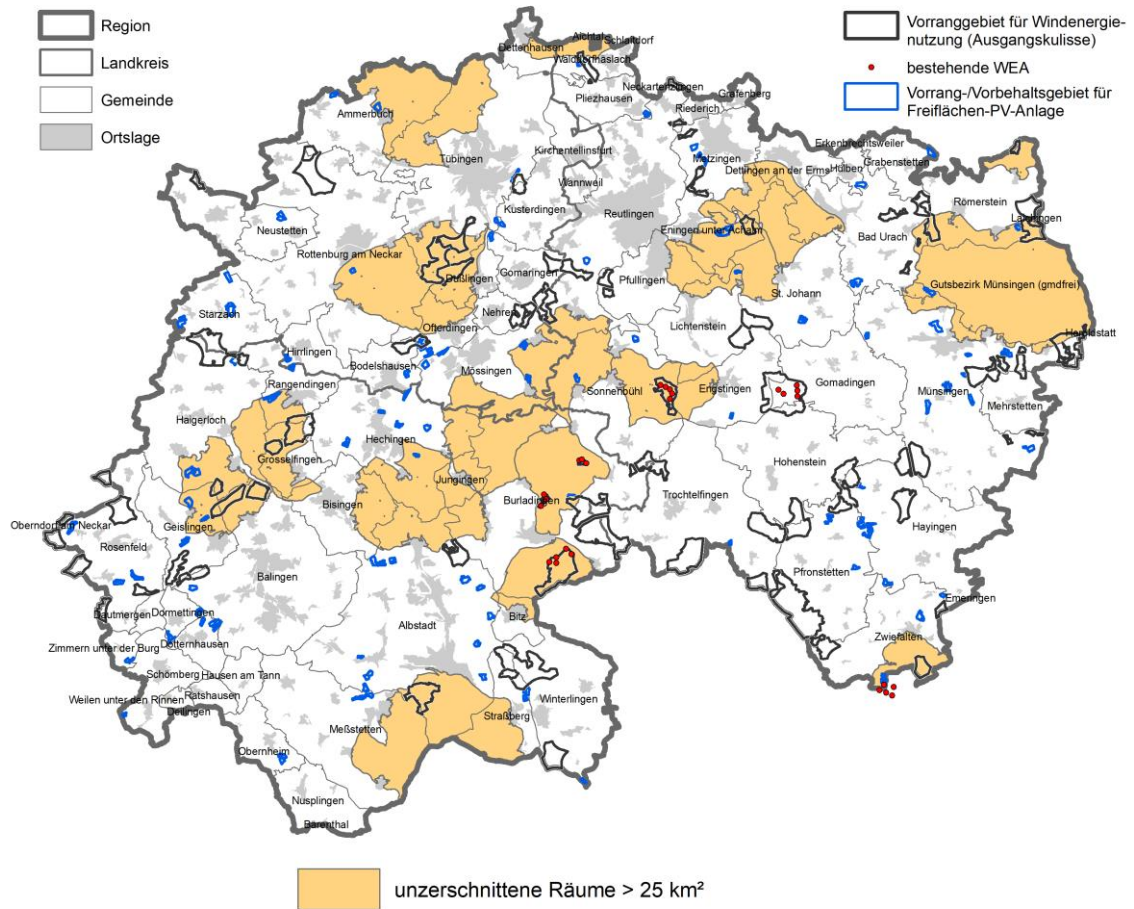 Region
Landkreis
Gemeinde
Ortslage
Vorranggebiet für Windenergie-
nutzung (Ausgangskulisse)
bestehende WEA
Vorrang-/Vorbehaltsgebiet für
Freiflächen-PV-Anlage
Aichtal
Schlaitdorf
Dettenhausen
Walddorfhäslach
Neckartenzlingen
Pliezhausen
Grafenberg
Riederich
Ammerbuch
Erkenbrechtsweiler
Tübingen
Kirchentellinsfurt
Metzingen
Grabenstetten
Dettingen an der Erms
Hülben
Wannweil
Römerstein
Kusterdingen
Reutlingen
Laichingen
Neustetten
Eningen unter Achalm
Bad Urach
Rottenburg am Neckar
Gomaringen
Dußlingen
Pfullingen
Gutsbezirk Münsingen (gmdfrei)
St. Johann
Starzach
Nehren
Ofterdingen
Lichtenstein
Heroldstatt
Hirrlingen
Bodelshausen
Mössingen
Rangendingen
Sonnenbühl
Engstingen
Gomadingen
Münsingen
Mehrstetten
Haigerloch
Hechingen
Grosselfingen
Hohenstein
Jungingen
Trochtelfingen
Bisingen
Burladingen
Oberndorf am Neckar
Geislingen
Hayingen
Rosenfeld
Balingen
Pfronstetten
Emeringen
Dautmergen
Dormettingen
Bitz
Albstadt
Zwiefalten
Zimmern unter der Burg
Dotternhausen
Schömberg
Hausen am Tann
Weilen unter den Rinnen
Ratshausen
Winterlingen
Deilingen
Straßberg
Meßstetten
Obernheim
Nusplingen
Bärenthal
unzerschnittene Räume > 25 km²